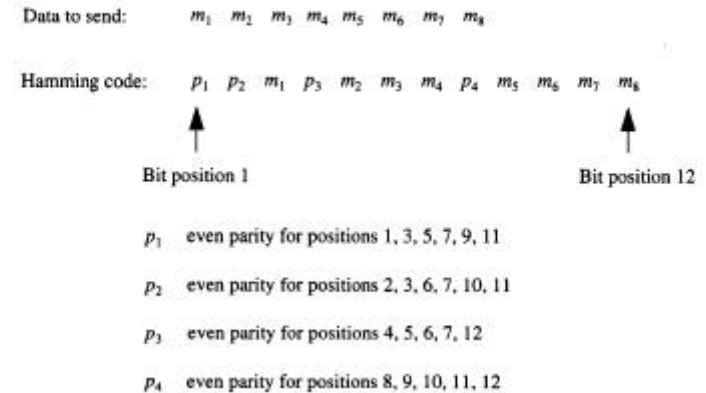 Data to send: m₁ m₂ m₃ m₄ m₅ m₆ m₇ m₈
Hamming code: p₁ p₂ m₁ p₃ m₂ m₃ m₄ p₄ m₅ m₆ m₇ m₈
Bit position 1 Bit position 12
p₁ even parity for positions 1, 3, 5, 7, 9, 11
p₂ even parity for positions 2, 3, 6, 7, 10, 11
p₃ even parity for positions 4, 5, 6, 7, 12
p₄ even parity for positions 8, 9, 10, 11, 12